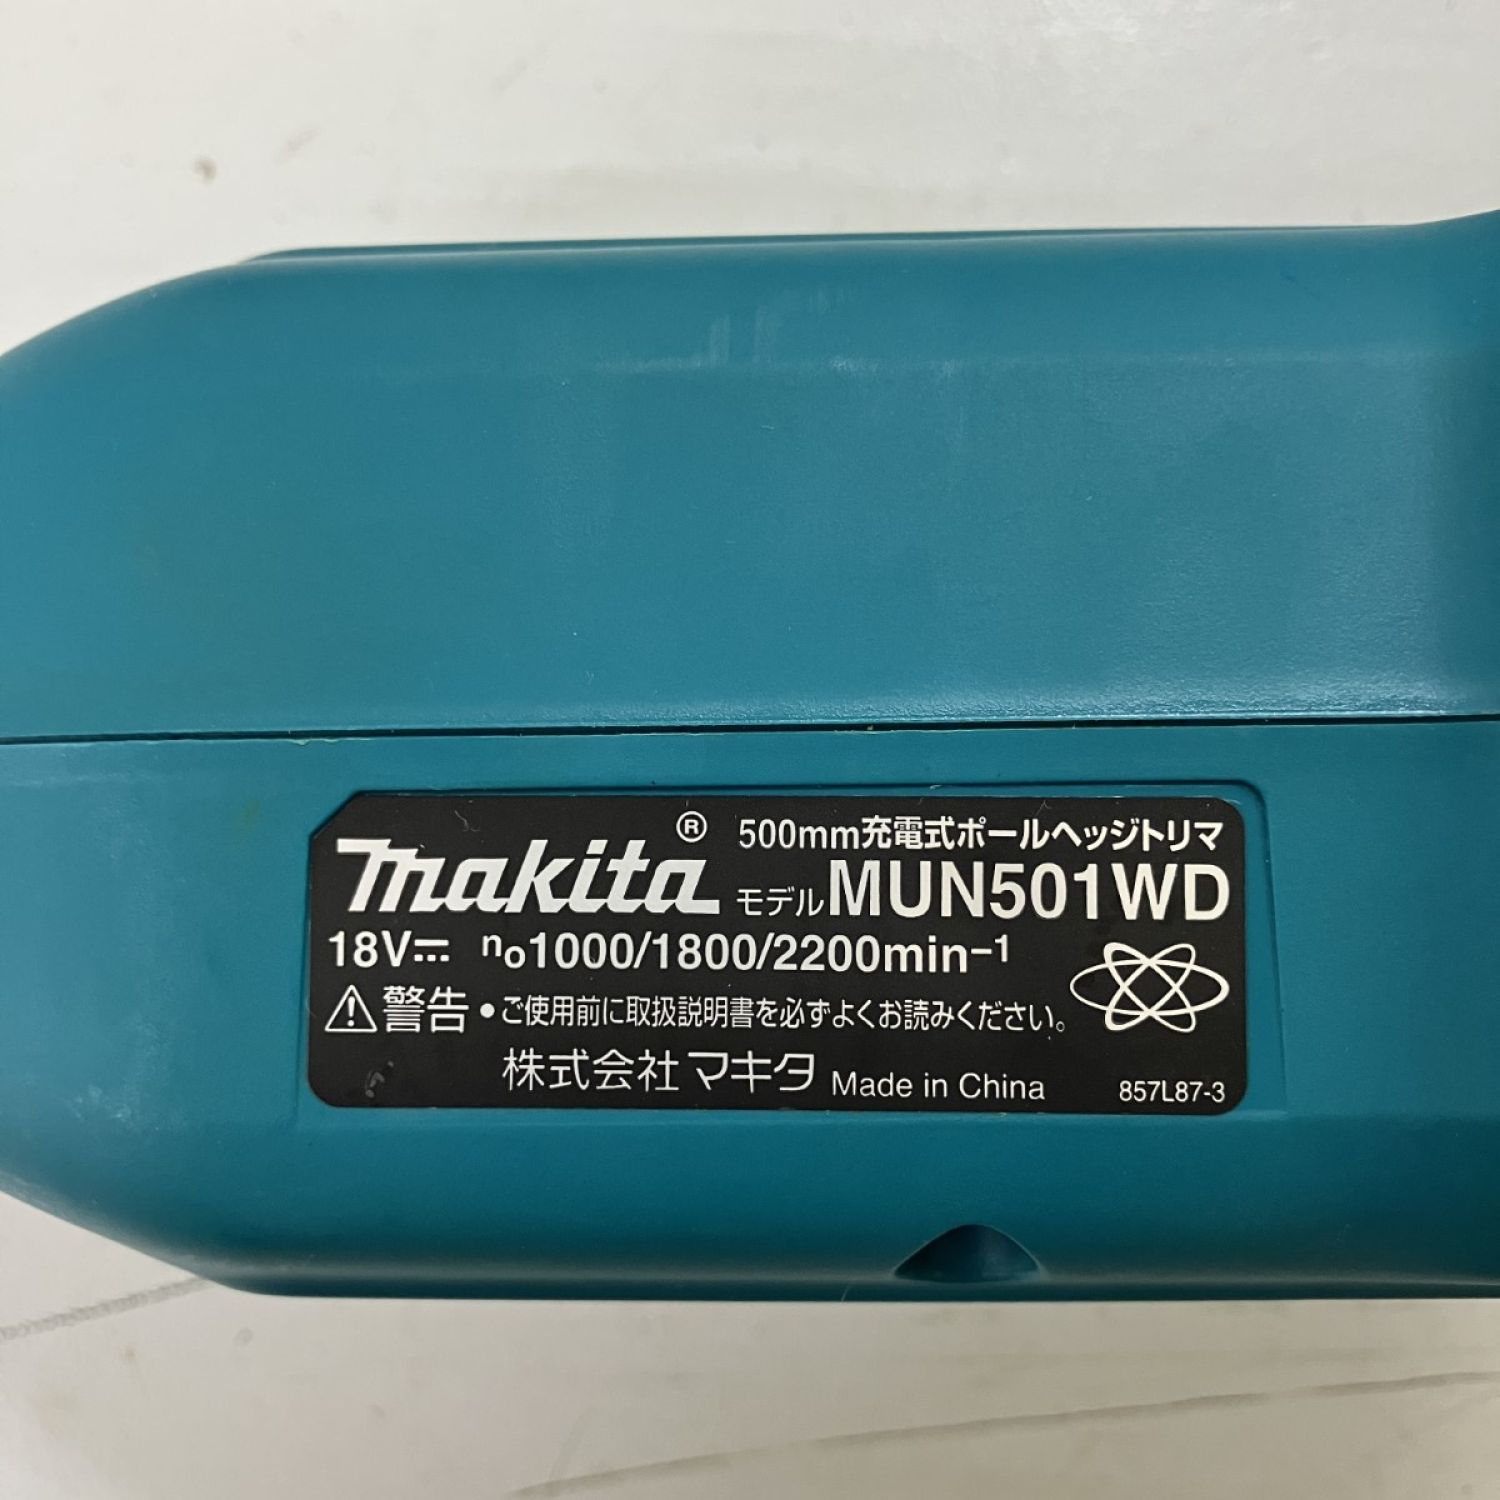 makita® 500mm充電式ポールヘッジトリマ
モデルMUN501WD
18V⎓ no1000/1800/2200min-1
⚠警告 •ご使用前に取扱説明書を必ずよくお読みください。
株式会社マキタ Made in China 857L87-3